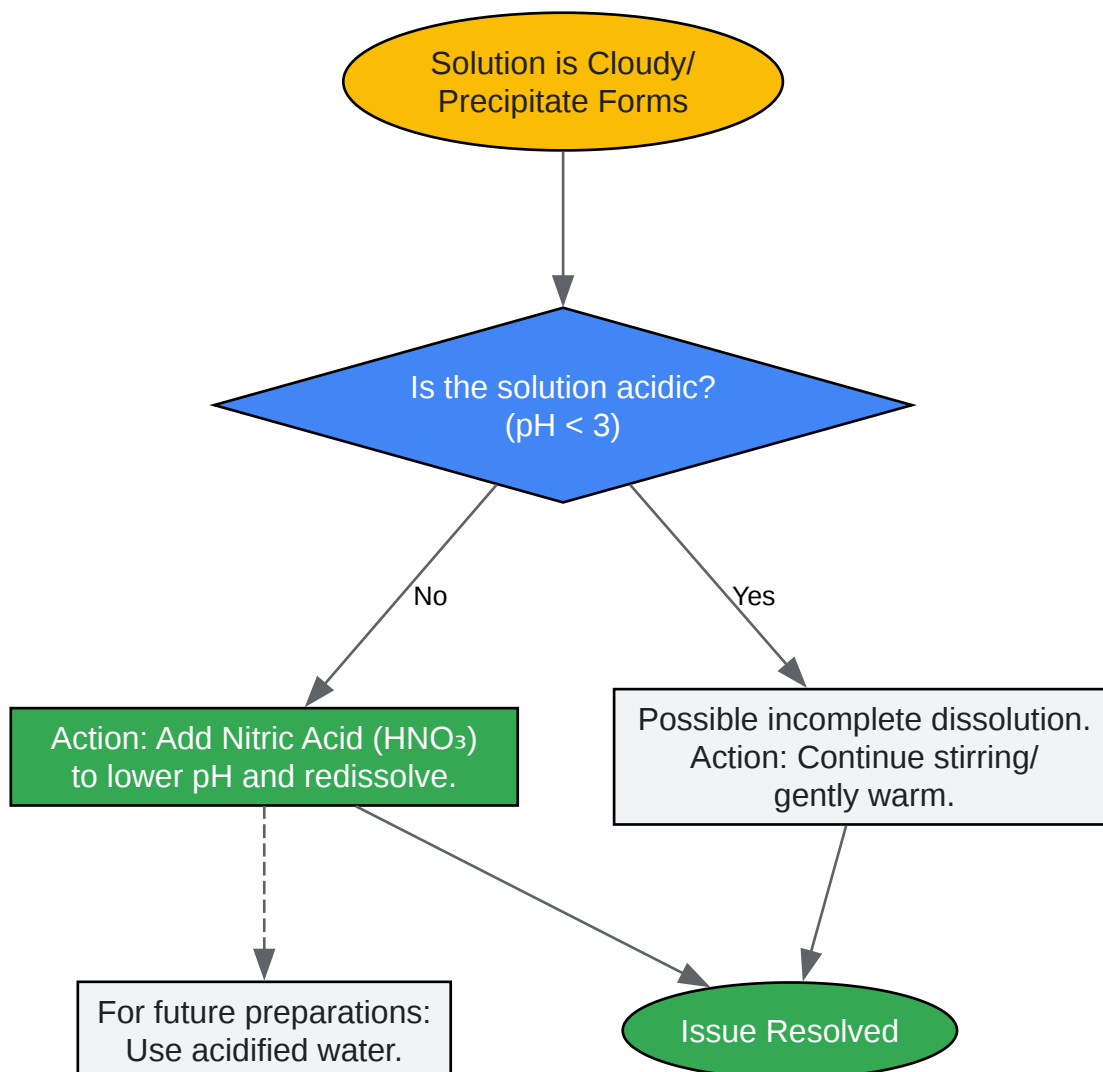 Solution is Cloudy/
Precipitate Forms
Is the solution acidic?
(pH < 3)
No
Yes
Action: Add Nitric Acid (HNO₃)
to lower pH and redissolve.
Possible incomplete dissolution.
Action: Continue stirring/
gently warm.
For future preparations:
Use acidified water.
Issue Resolved